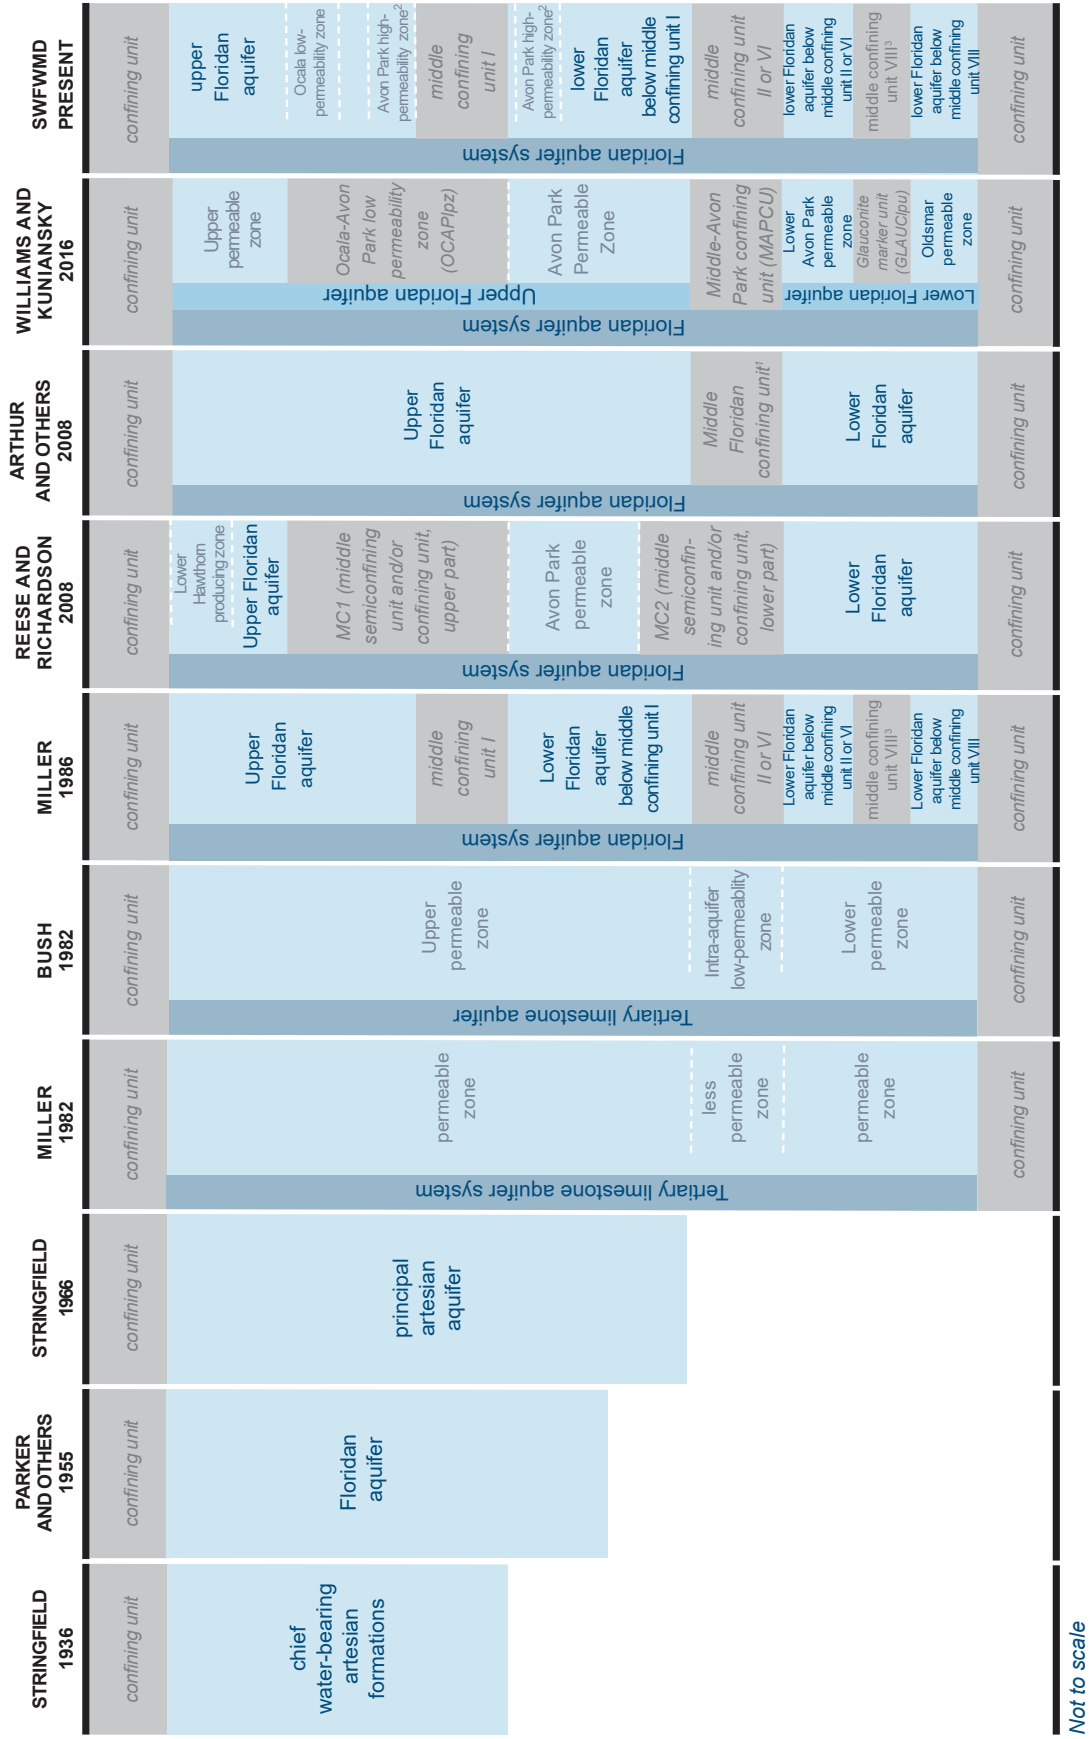 STRINGFIELD
1936
confining unit
chief
water-bearing
artesian
formations
PARKER
AND OTHERS
1955
confining unit
Floridan
aquifer
STRINGFIELD
1966
confining unit
principal
artesian
aquifer
MILLER
1982
confining unit
Tertiary limestone aquifer system
permeable
zone
less
permeable
zone
permeable
zone
confining unit
BUSH
1982
confining unit
Tertiary limestone aquifer
Upper
permeable
zone
Intra-aquifer
low-permeablity
zone
Lower
permeable
zone
confining unit
MILLER
1986
confining unit
Floridan aquifer system
Upper
Floridan
aquifer
middle
confining
unit I
Lower
Floridan
aquifer
below middle
confining unit I
middle
confining unit
II or VI
Lower Floridan
aquifer below
middle confining
unit II or VI
middle confining
unit VIII³
Lower Floridan
aquifer below
middle confining
unit VIII
confining unit
REESE AND
RICHARDSON
2008
confining unit
Floridan aquifer system
Lower
Hawthorn
producing zone
Upper Floridan
aquifer
MC1 (middle
semiconfining
unit and/or
confining unit,
upper part)
Avon Park
permeable
zone
MC2 (middle
semiconfin-
ing unit and/or
confining unit,
lower part)
Lower
Floridan
aquifer
confining unit
ARTHUR
AND OTHERS
2008
confining unit
Floridan aquifer system
Upper
Floridan
aquifer
Middle
Floridan
confining unit¹
Lower
Floridan
aquifer
confining unit
WILLIAMS AND
KUNIANSKY
2016
confining unit
Floridan aquifer system
Upper Floridan aquifer
Upper
permeable
zone
Ocala-Avon
Park low
permeability
zone
(OCAPlpz)
Avon Park
Permeable
Zone
Middle-Avon
Park confining
unit (MAPCU)
Lower Floridan aquifer
Lower
Avon Park
permeable
zone
Glauconite
marker unit
(GLAUClpu)
Oldsmar
permeable
zone
confining unit
SWFWMD
PRESENT
confining unit
Floridan aquifer system
upper
Floridan
aquifer
Ocala low-
permeability zone
Avon Park high-
permeability zone²
middle
confining
unit I
Avon Park high-
permeability zone²
lower
Floridan
aquifer
below middle
confining unit I
middle
confining unit
II or VI
lower Floridan
aquifer below
middle confining
unit II or VI
middle confining
unit VIII³
lower Floridan
aquifer below
middle confining
unit VIII
confining unit
Not to scale